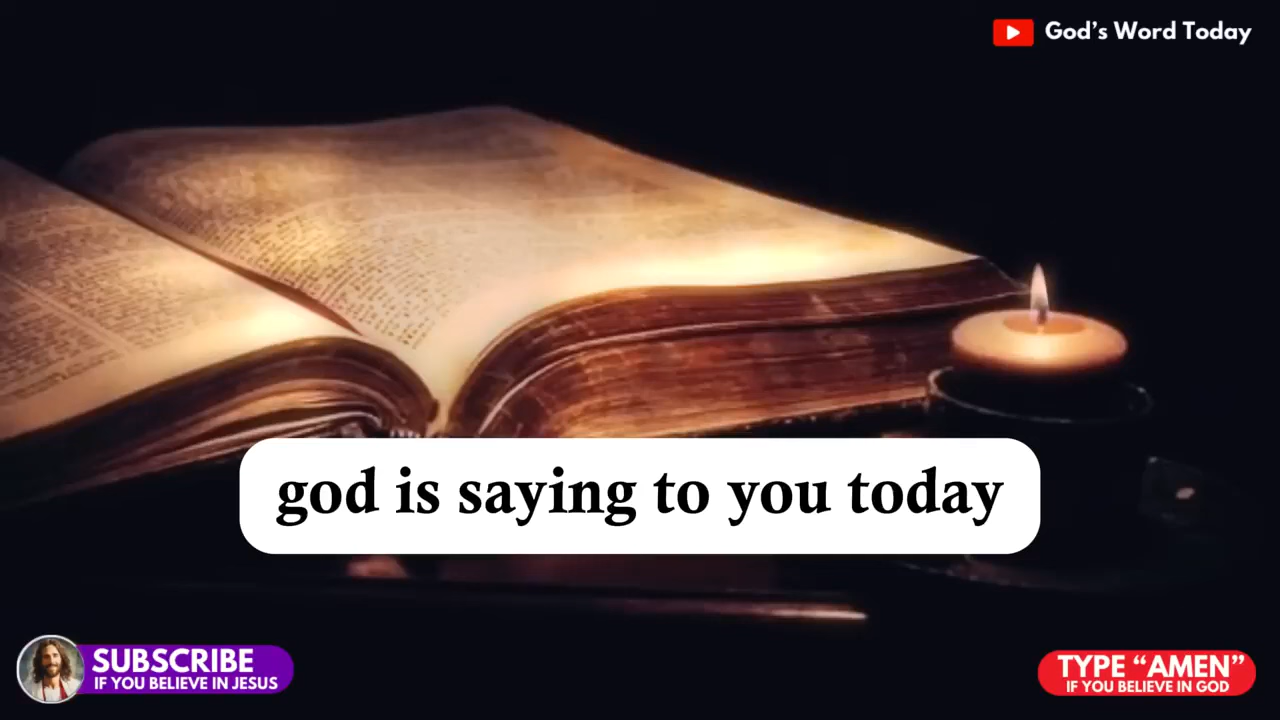 God's Word Today
god is saying to you today
SUBSCRIBE
IF YOU BELIEVE IN JESUS
TYPE “AMEN”
IF YOU BELIEVE IN GOD